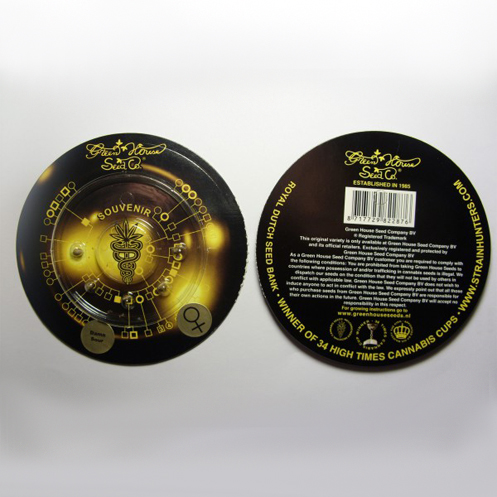 Green House
Seed Co.
SOUVENIR
Green House
Seed Co.
ESTABLISHED IN 1985
8 717729 822876
Green House Seed Company BV
® Registered Trademark
This original variety is only available at Green House Seed Company BV
and its official retailers. Exclusively registered and protected by
Green House Seed Company BV
As a Green House Seed Company BV customer you are required to comply with
the following conditions: You are prohibited from taking Green House Seeds to
countries where possession of and/or trafficking in cannabis seeds is illegal. We
dispatch our seeds on the condition that they will not be used by others in
conflict with applicable law. Green House Seed Company BV does not wish to
induce anyone to act in conflict with the law. We expressly point out that all those
who purchase seeds from Green House Seed Company BV are responsible for
their own actions in the future. Green House Seed Company BV will accept no
responsibility in this respect.
For growing instructions go to
www.greenhouseseeds.nl
ROYAL DUTCH SEED BANK • WINNER OF 34 HIGH TIMES CANNABIS CUPS • WWW.STRAINHUNTERS.COM